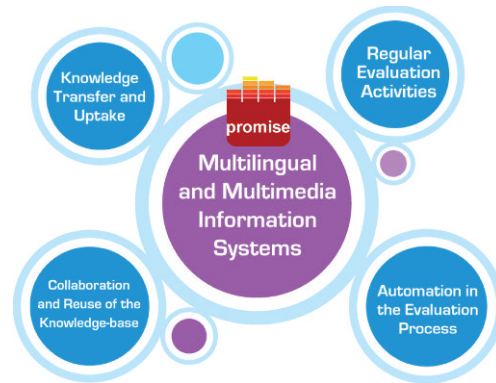 Knowledge
Transfer and
Uptake
Regular
Evaluation
Activities
promise
Multilingual
and Multimedia
Information
Systems
Collaboration
and Reuse of the
Knowledge-base
Automation in
the Evaluation
Process